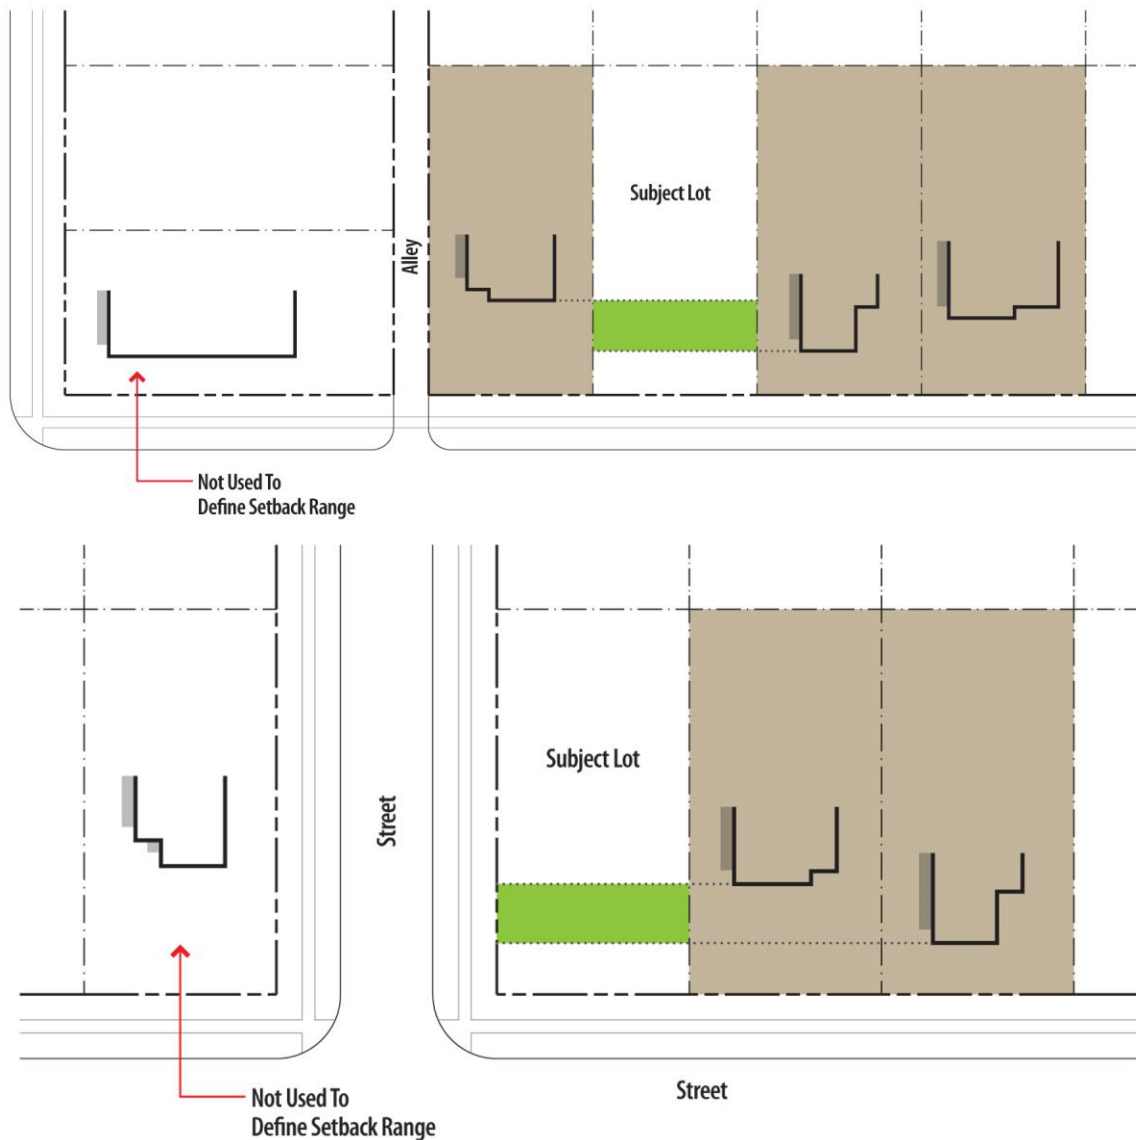 Subject Lot
Alley
Not Used To
Define Setback Range
Subject Lot
Street
Street
Not Used To
Define Setback Range